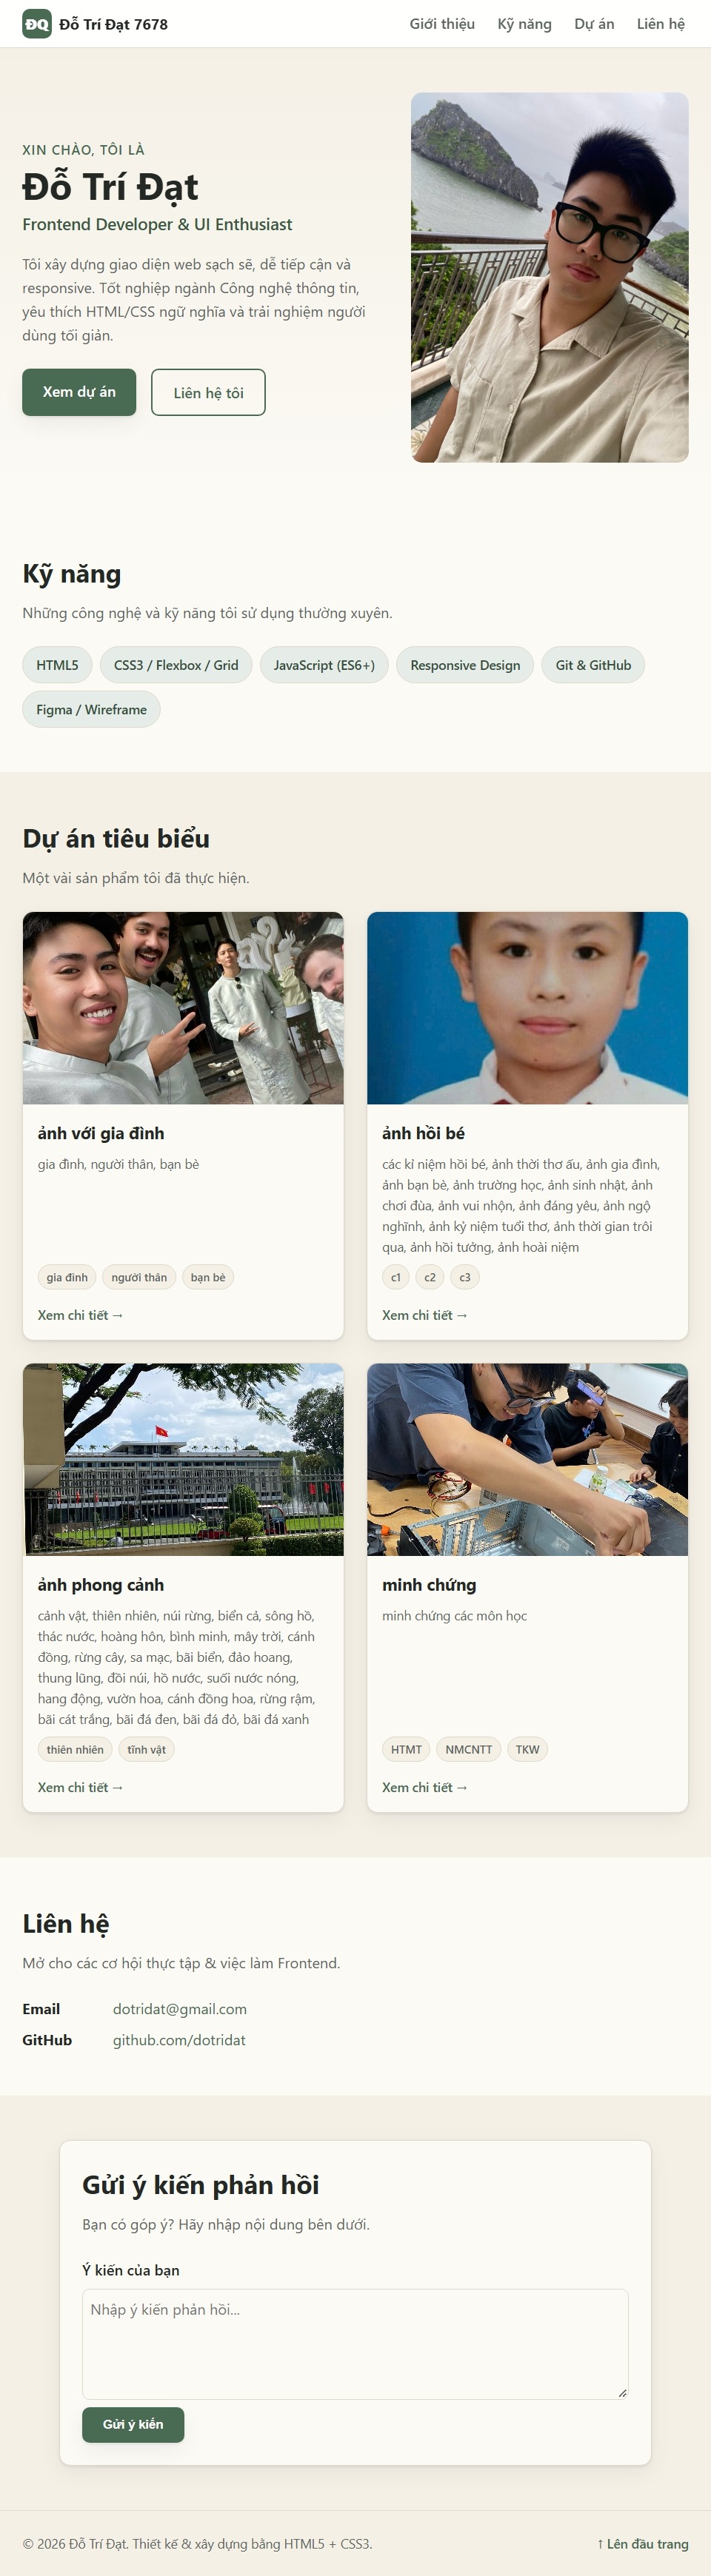 ĐQ Đỗ Trí Đạt 7678
Giới thiệu Kỹ năng Dự án Liên hệ
XIN CHÀO, TÔI LÀ
Đỗ Trí Đạt
Frontend Developer & UI Enthusiast
Tôi xây dựng giao diện web sạch sẽ, dễ tiếp cận và
responsive. Tốt nghiệp ngành Công nghệ thông tin,
yêu thích HTML/CSS ngữ nghĩa và trải nghiệm người
dùng tối giản.
Xem dự án
Liên hệ tôi
Kỹ năng
Những công nghệ và kỹ năng tôi sử dụng thường xuyên.
HTML5 CSS3 / Flexbox / Grid JavaScript (ES6+) Responsive Design Git & GitHub
Figma / Wireframe
Dự án tiêu biểu
Một vài sản phẩm tôi đã thực hiện.
ảnh với gia đình
gia đình, người thân, bạn bè
gia đình người thân bạn bè
Xem chi tiết →
ảnh hồi bé
các kỉ niệm hồi bé, ảnh thời thơ ấu, ảnh gia đình,
ảnh bạn bè, ảnh trường học, ảnh sinh nhật, ảnh
chơi đùa, ảnh vui nhộn, ảnh đáng yêu, ảnh ngộ
nghĩnh, ảnh kỷ niệm tuổi thơ, ảnh thời gian trôi
qua, ảnh hồi tưởng, ảnh hoài niệm
c1 c2 c3
Xem chi tiết →
ảnh phong cảnh
cảnh vật, thiên nhiên, núi rừng, biển cả, sông hồ,
thác nước, hoàng hôn, bình minh, mây trời, cánh
đồng, rừng cây, sa mạc, bãi biển, đảo hoang,
thung lũng, đồi núi, hồ nước, suối nước nóng,
hang động, vườn hoa, cánh đồng hoa, rừng rậm,
bãi cát trắng, bãi đá đen, bãi đá đỏ, bãi đá xanh
thiên nhiên tĩnh vật
Xem chi tiết →
minh chứng
minh chứng các môn học
HTMT NMCNTT TKW
Xem chi tiết →
Liên hệ
Mở cho các cơ hội thực tập & việc làm Frontend.
Email dotridat@gmail.com
GitHub github.com/dotridat
Gửi ý kiến phản hồi
Bạn có góp ý? Hãy nhập nội dung bên dưới.
Ý kiến của bạn
Nhập ý kiến phản hồi...
Gửi ý kiến
© 2026 Đỗ Trí Đạt. Thiết kế & xây dựng bằng HTML5 + CSS3.
↑ Lên đầu trang